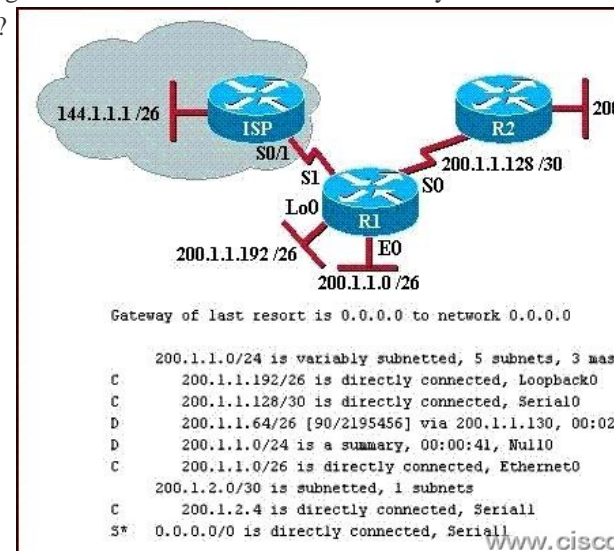 ?
144.1.1.1 /26
ISP
S0/1
S1
R2
200
200.1.1.128 /30
S0
Lo0
R1
E0
200.1.1.192 /26
200.1.1.0 /26
Gateway of last resort is 0.0.0.0 to network 0.0.0.0
200.1.1.0/24 is variably subnetted, 5 subnets, 3 mas
C 200.1.1.192/26 is directly connected, Loopback0
C 200.1.1.128/30 is directly connected, Serial0
D 200.1.1.64/26 [90/2195456] via 200.1.1.130, 00:02
D 200.1.1.0/24 is a summary, 00:00:41, Null0
C 200.1.1.0/26 is directly connected, Ethernet0
200.1.2.0/30 is subnetted, 1 subnets
C 200.1.2.4 is directly connected, Serial1
S* 0.0.0.0/0 is directly connected, Serial1
www.cisco